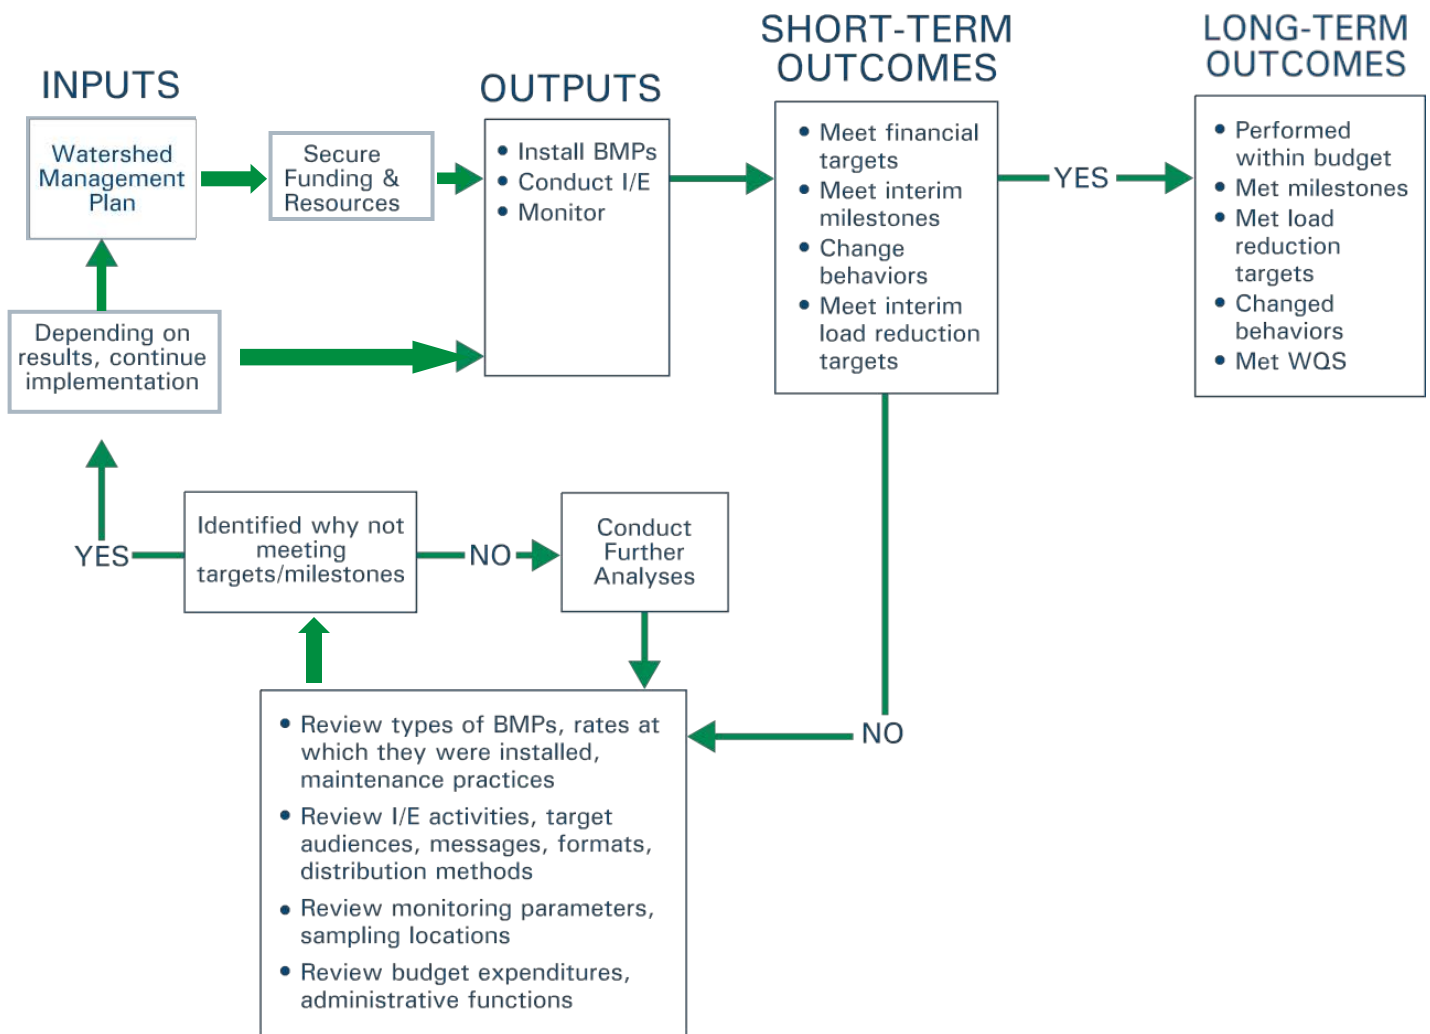 INPUTS
Watershed
Management
Plan
Secure
Funding &
Resources
OUTPUTS
• Install BMPs
• Conduct I/E
• Monitor
SHORT-TERM
OUTCOMES
• Meet financial
targets
• Meet interim
milestones
• Change
behaviors
• Meet interim
load reduction
targets
YES
LONG-TERM
OUTCOMES
• Performed
within budget
• Met milestones
• Met load
reduction
targets
• Changed
behaviors
• Met WQS
Depending on
results, continue
implementation
YES
Identified why not
meeting
targets/milestones
NO
Conduct
Further
Analyses
NO
• Review types of BMPs, rates at
which they were installed,
maintenance practices
• Review I/E activities, target
audiences, messages, formats,
distribution methods
• Review monitoring parameters,
sampling locations
• Review budget expenditures,
administrative functions